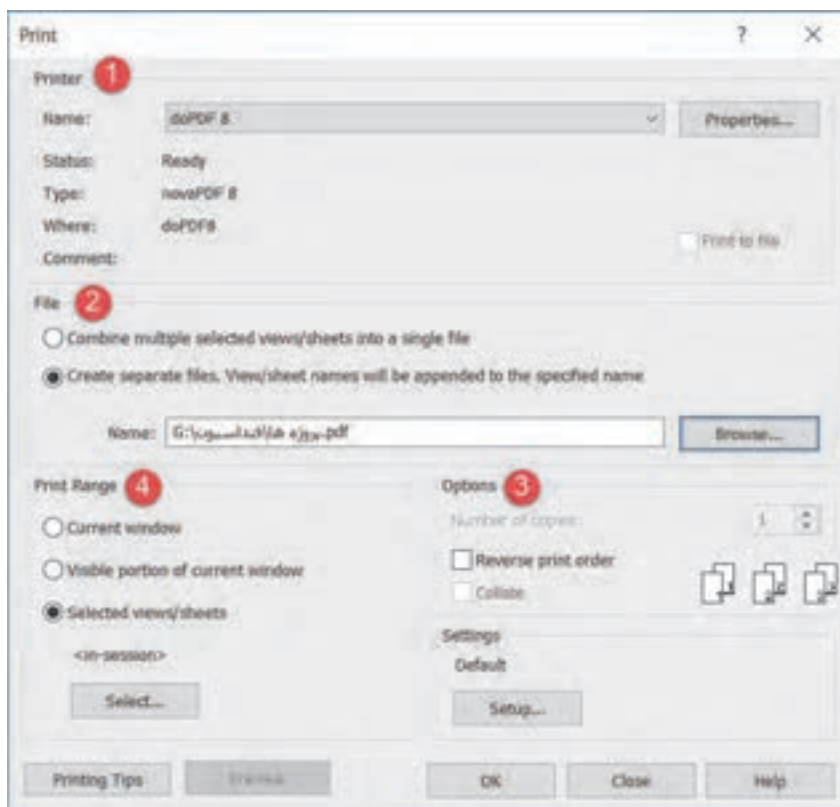 Print
Printer 1
Name: doPDF 8 Properties...
Status: Ready
Type: novaPDF 8
Where: doPDF8
Print to file
Comment:
File 2
Combine multiple selected views/sheets into a single file
Create separate files. View/sheet names will be appended to the specified name
Name: G:\پروژه ها\.pdf Browse...
Print Range 4
Current window
Visible portion of current window
Selected views/sheets
<in-session>
Select...
Options 3
Number of copies: 1
Reverse print order
Collate
Settings
Default
Setup...
Printing Tips Preview OK Close Help